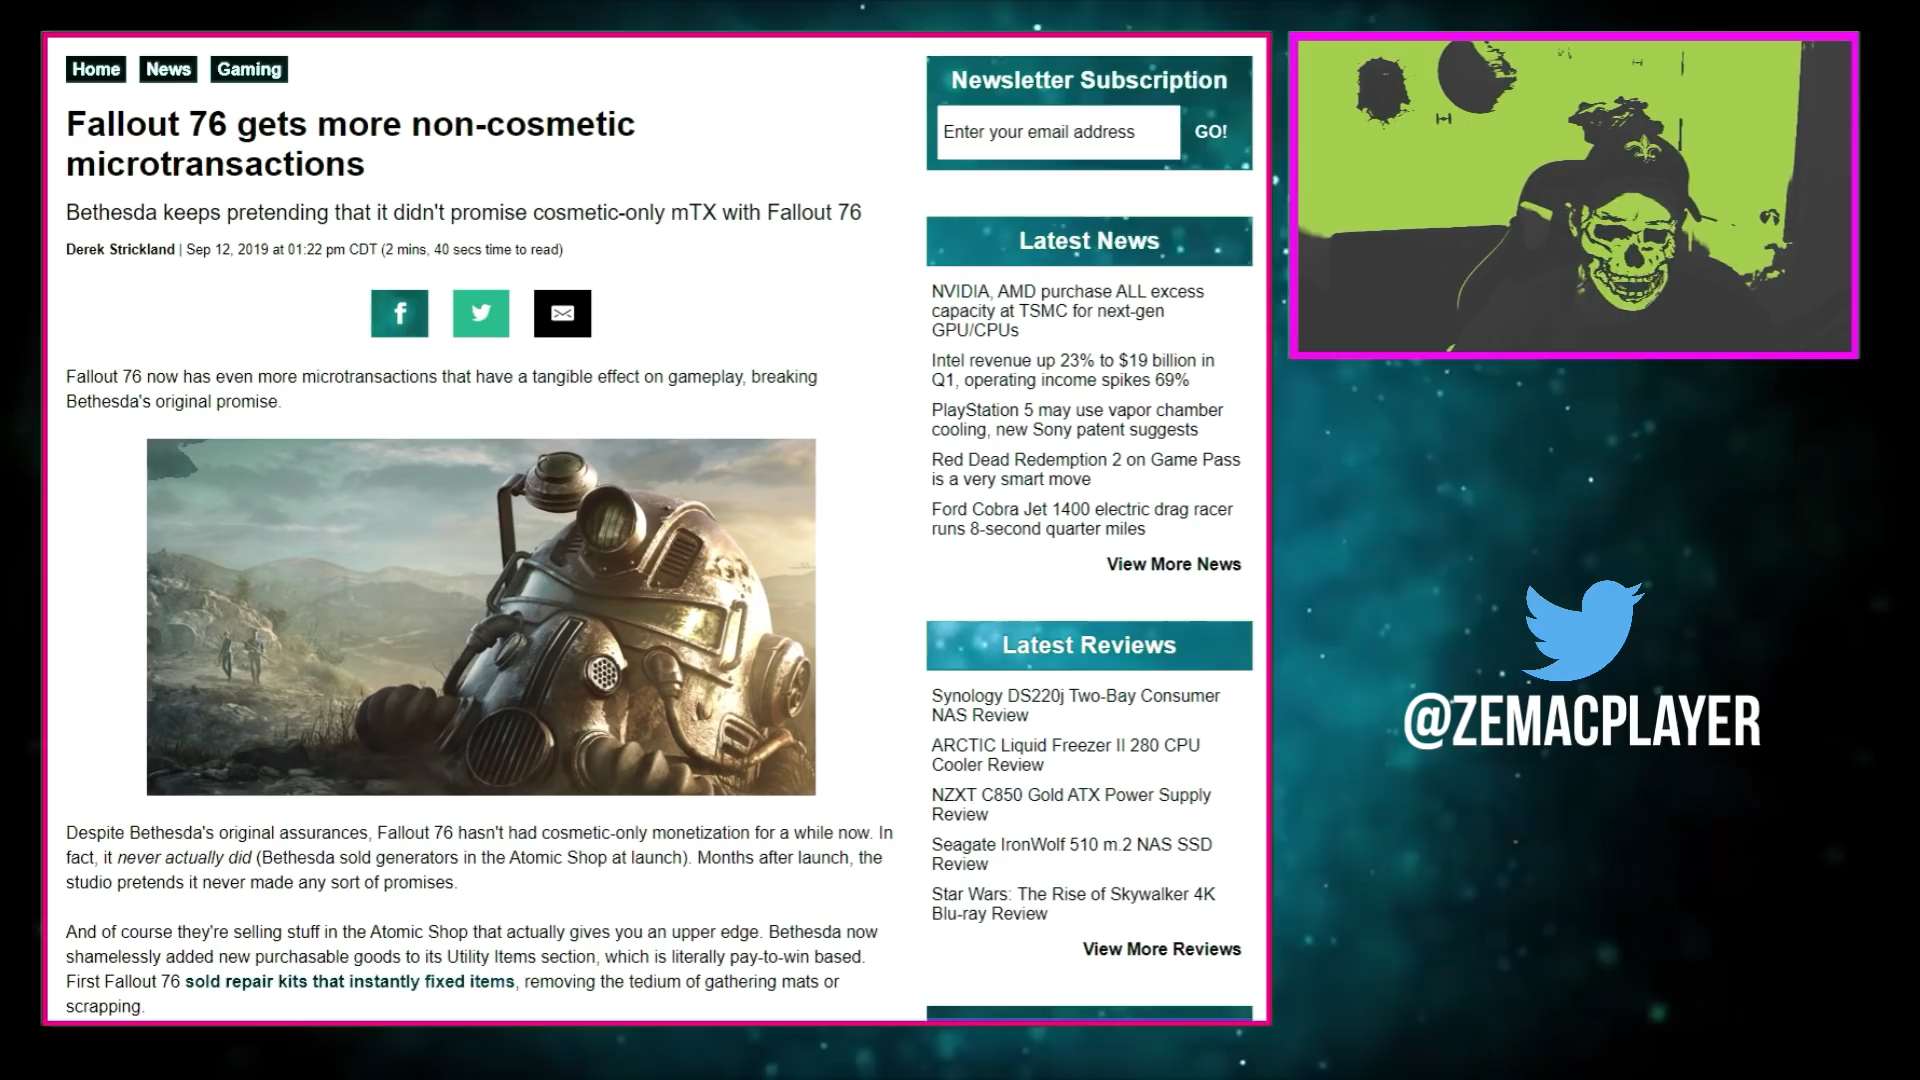 Home News Gaming
Fallout 76 gets more non-cosmetic
microtransactions
Bethesda keeps pretending that it didn't promise cosmetic-only mTX with Fallout 76
Derek Strickland | Sep 12, 2019 at 01:22 pm CDT (2 mins, 40 secs time to read)
Fallout 76 now has even more microtransactions that have a tangible effect on gameplay, breaking
Bethesda's original promise.
Despite Bethesda's original assurances, Fallout 76 hasn't had cosmetic-only monetization for a while now. In
fact, it never actually did (Bethesda sold generators in the Atomic Shop at launch). Months after launch, the
studio pretends it never made any sort of promises.
And of course they're selling stuff in the Atomic Shop that actually gives you an upper edge. Bethesda now
shamelessly added new purchasable goods to its Utility Items section, which is literally pay-to-win based.
First Fallout 76 sold repair kits that instantly fixed items, removing the tedium of gathering mats or
scrapping.
Newsletter Subscription
Enter your email address GO!
Latest News
NVIDIA, AMD purchase ALL excess
capacity at TSMC for next-gen
GPU/CPUs
Intel revenue up 23% to $19 billion in
Q1, operating income spikes 69%
PlayStation 5 may use vapor chamber
cooling, new Sony patent suggests
Red Dead Redemption 2 on Game Pass
is a very smart move
Ford Cobra Jet 1400 electric drag racer
runs 8-second quarter miles
View More News
Latest Reviews
Synology DS220j Two-Bay Consumer
NAS Review
ARCTIC Liquid Freezer II 280 CPU
Cooler Review
NZXT C850 Gold ATX Power Supply
Review
Seagate IronWolf 510 m.2 NAS SSD
Review
Star Wars: The Rise of Skywalker 4K
Blu-ray Review
View More Reviews
@ZEMACPLAYER